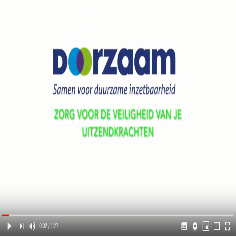 DOORZAAM
Samen voor duurzame inzetbaarheid
ZORG VOOR DE VEILIGHEID VAN JE
UITZENDKRACHTEN